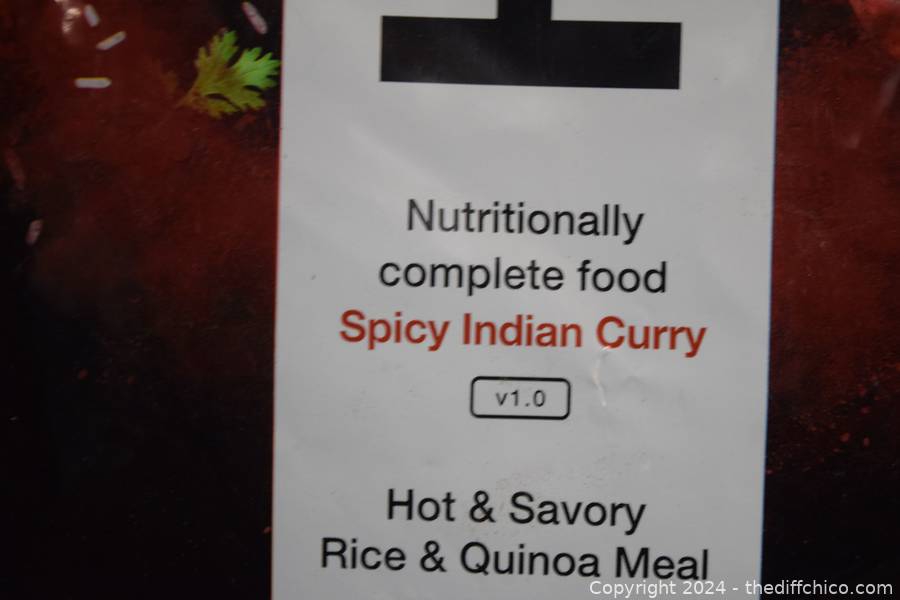 Nutritionally
complete food
Spicy Indian Curry
v1.0
Hot & Savory
Rice & Quinoa Meal
Copyright 2024 - thediffchico.com